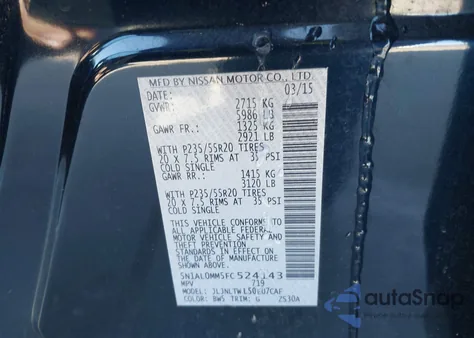 MFD BY NISSAN MOTOR CO., LTD.
DATE: 03/15
GVWR: 2715 KG
5986 LB
GAWR FR: 1325 KG
2921 LB
WITH P235/55R20 TIRES
20 X 7.5 RIMS AT 35 PSI
COLD SINGLE
GAWR RR: 1415 KG
3120 LB
WITH P235/55R20 TIRES
20 X 7.5 RIMS AT 35 PSI
COLD SINGLE
THIS VEHICLE CONFORMS TO
ALL APPLICABLE FEDERAL
MOTOR VEHICLE SAFETY
STANDARDS IN EFFECT ON
THE DATE OF MANUFACTURE
SHOWN ABOVE.
5N1AL0MM5FC524143
MPV 719
MODEL:
COLOR: BW5 TRIM: G ZS30A
autosnap